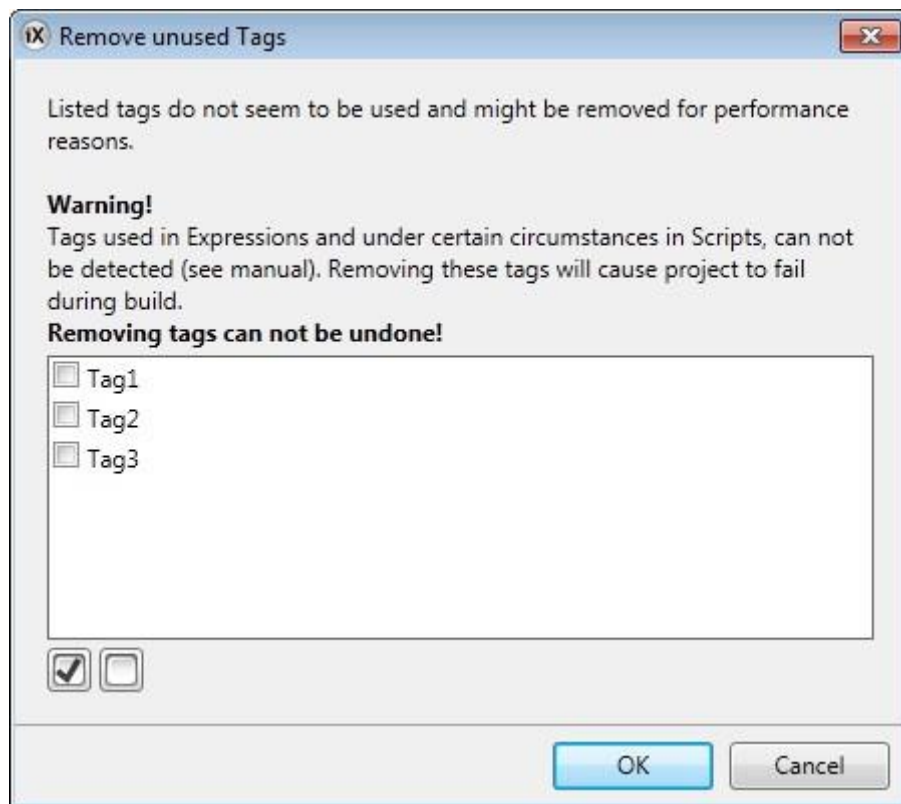 iX Remove unused Tags
Listed tags do not seem to be used and might be removed for performance
reasons.
Warning!
Tags used in Expressions and under certain circumstances in Scripts, can not
be detected (see manual). Removing these tags will cause project to fail
during build.
Removing tags can not be undone!
Tag1
Tag2
Tag3
OK Cancel